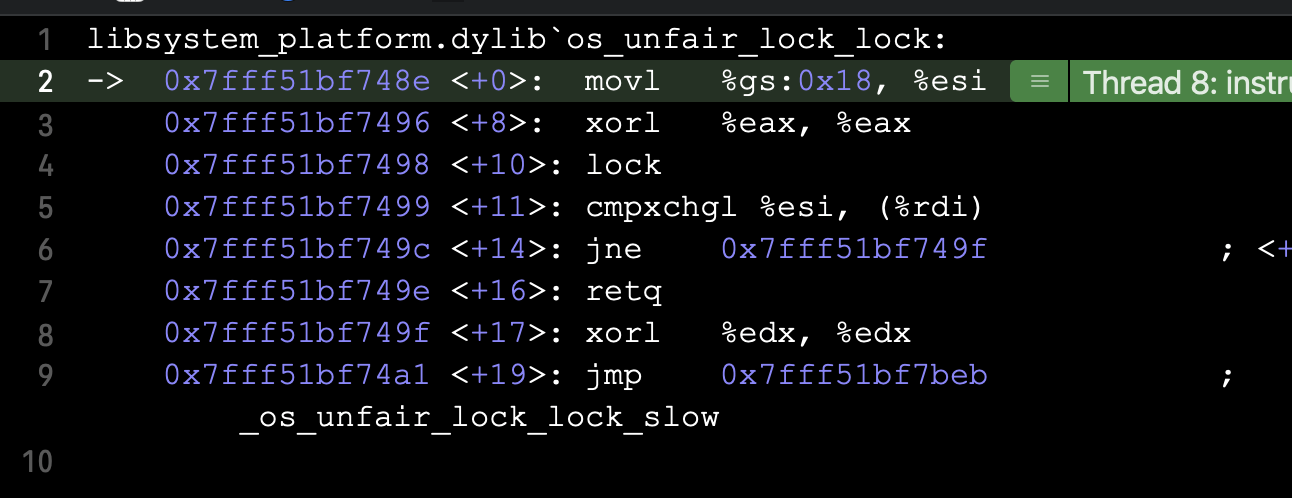 1 libsystem_platform.dylib`os_unfair_lock_lock:
2 -> 0x7fff51bf748e <+0>: movl %gs:0x18, %esi Thread 8: instru
3 0x7fff51bf7496 <+8>: xorl %eax, %eax
4 0x7fff51bf7498 <+10>: lock
5 0x7fff51bf7499 <+11>: cmpxchgl %esi, (%rdi)
6 0x7fff51bf749c <+14>: jne 0x7fff51bf749f ; <+
7 0x7fff51bf749e <+16>: retq
8 0x7fff51bf749f <+17>: xorl %edx, %edx
9 0x7fff51bf74a1 <+19>: jmp 0x7fff51bf7beb ;
_os_unfair_lock_lock_slow
10